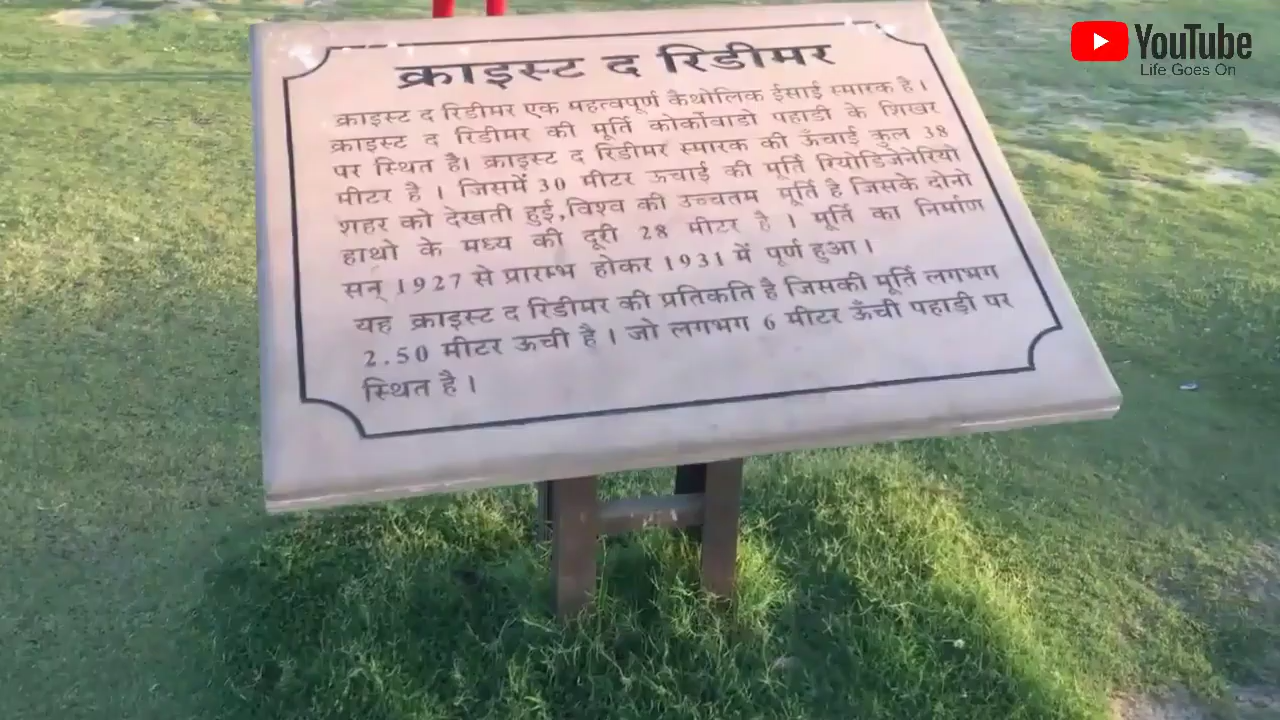 YouTube
Life Goes On
क्राइस्ट द रिडीमर
क्राइस्ट द रिडीमर एक महत्वपूर्ण कैथोलिक ईसाई स्मारक है।
क्राइस्ट द रिडीमर की मूर्ति कोर्कोवाडो पहाडी के शिखर
पर स्थित है। क्राइस्ट द रिडीमर स्मारक की ऊँचाई कुल 38
मीटर है। जिसमें 30 मीटर ऊचाई की मूर्ति रियोडिजेनेरियो
शहर को देखती हुई,विश्व की उच्चतम मूर्ति है जिसके दोनो
हाथो के मध्य की दूरी 28 मीटर है। मूर्ति का निर्माण
सन् 1927 से प्रारम्भ होकर 1931 में पूर्ण हुआ।
यह क्राइस्ट द रिडीमर की प्रतिकति है जिसकी मूर्ति लगभग
2.50 मीटर ऊची है। जो लगभग 6 मीटर ऊँची पहाड़ी पर
स्थित है।